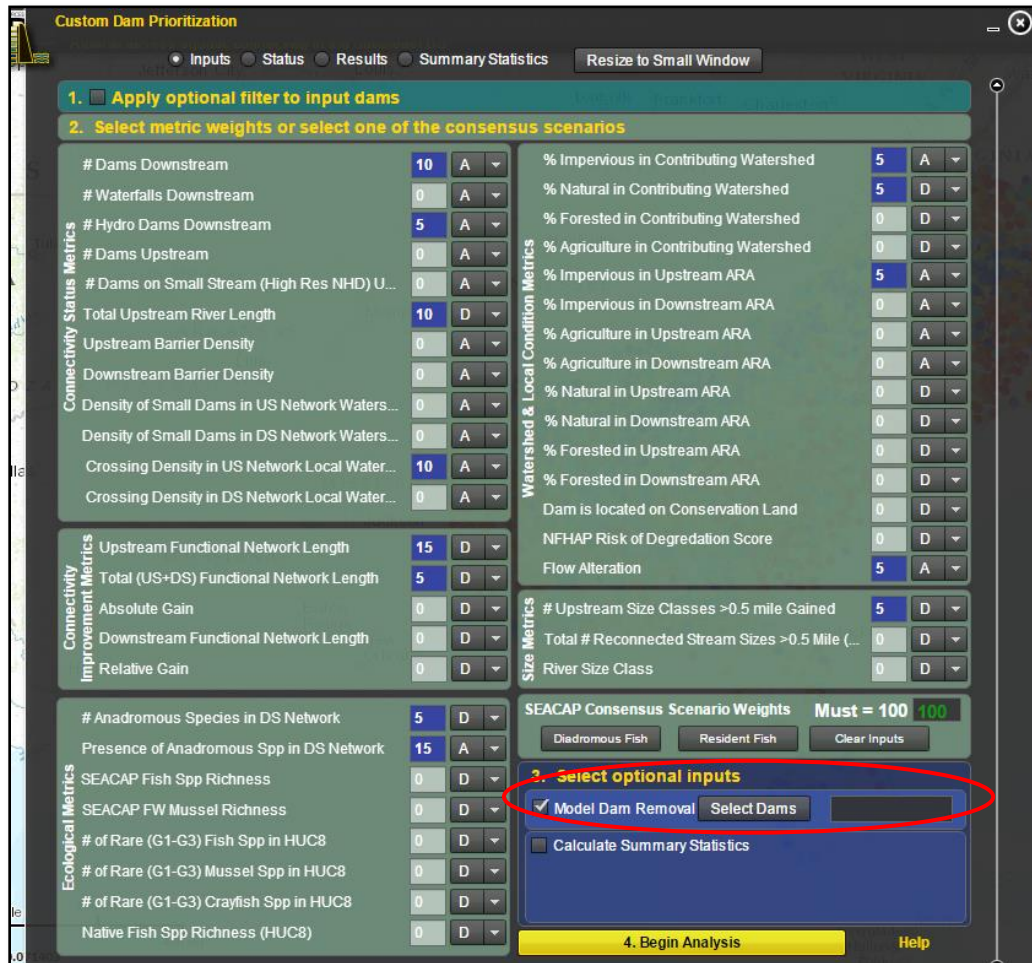 Custom Dam Prioritization
Inputs Status Results Summary Statistics Resize to Small Window
1. Apply optional filter to input dams
2. Select metric weights or select one of the consensus scenarios
Connectivity Status Metrics
# Dams Downstream 10 A
# Waterfalls Downstream 0 A
# Hydro Dams Downstream 5 A
# Dams Upstream 0 A
# Dams on Small Stream (High Res NHD) U... 0 A
Total Upstream River Length 10 D
Upstream Barrier Density 0 A
Downstream Barrier Density 0 A
Density of Small Dams in US Network Waters... 0 A
Density of Small Dams in DS Network Waters... 0 A
Crossing Density in US Network Local Water... 10 A
Crossing Density in DS Network Local Water... 0 A
Connectivity
Improvement Metrics
Upstream Functional Network Length 15 D
Total (US+DS) Functional Network Length 5 D
Absolute Gain 0 D
Downstream Functional Network Length 0 D
Relative Gain 0 D
Ecological Metrics
# Anadromous Species in DS Network 5 D
Presence of Anadromous Spp in DS Network 15 A
SEACAP Fish Spp Richness 0 D
SEACAP FW Mussel Richness 0 D
# of Rare (G1-G3) Fish Spp in HUC8 0 D
# of Rare (G1-G3) Mussel Spp in HUC8 0 D
# of Rare (G1-G3) Crayfish Spp in HUC8 0 D
Native Fish Spp Richness (HUC8) 0 D
Watershed & Local Condition Metrics
% Impervious in Contributing Watershed 5 A
% Natural in Contributing Watershed 5 D
% Forested in Contributing Watershed 0 D
% Agriculture in Contributing Watershed 0 D
% Impervious in Upstream ARA 5 A
% Impervious in Downstream ARA 0 A
% Agriculture in Upstream ARA 0 A
% Agriculture in Downstream ARA 0 A
% Natural in Upstream ARA 0 D
% Natural in Downstream ARA 0 D
% Forested in Upstream ARA 0 D
% Forested in Downstream ARA 0 D
Dam is located on Conservation Land 0 D
NFHAP Risk of Degredation Score 0 D
Flow Alteration 5 A
Size Metrics
# Upstream Size Classes >0.5 mile Gained 5 D
Total # Reconnected Stream Sizes >0.5 Mile (... 0 D
River Size Class 0 D
SEACAP Consensus Scenario Weights Must = 100 100
Diadromous Fish Resident Fish Clear Inputs
3. Select optional inputs
Model Dam Removal Select Dams
Calculate Summary Statistics
4. Begin Analysis Help